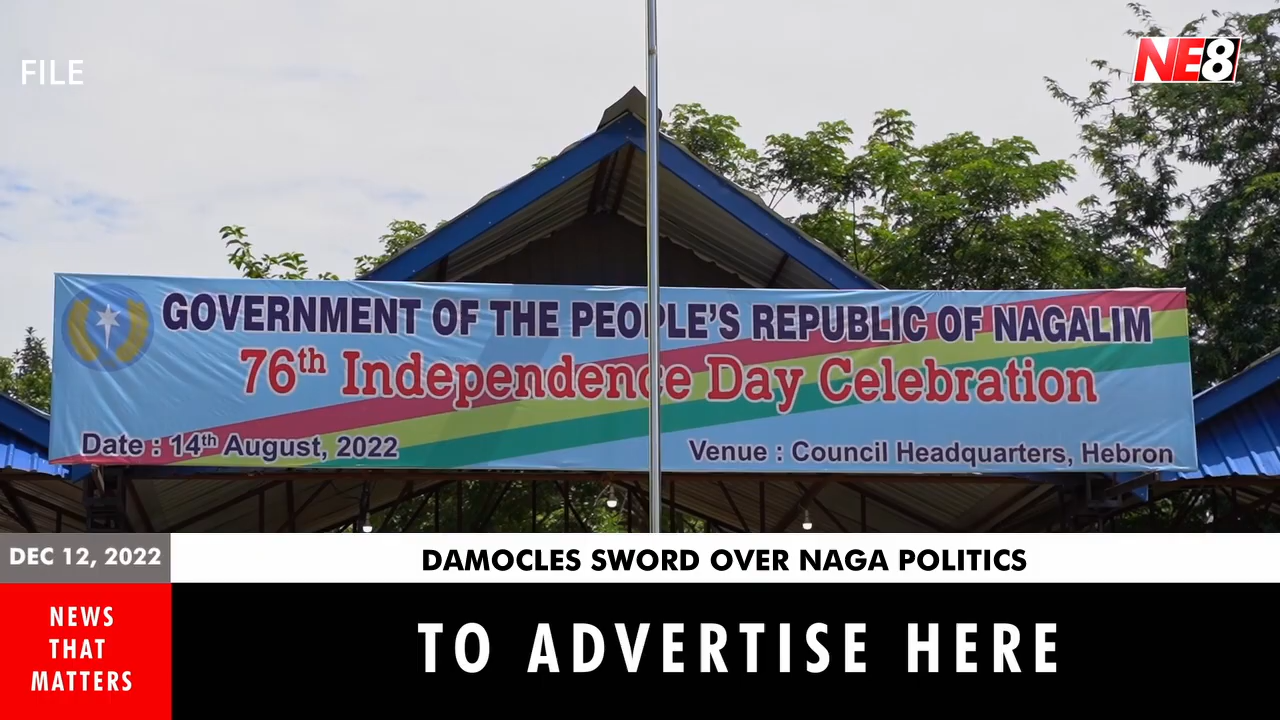 FILE
NE8
GOVERNMENT OF THE PEOPLE'S REPUBLIC OF NAGALIM
76th Independence Day Celebration
Date : 14th August, 2022
Venue : Council Headquarters, Hebron
DEC 12, 2022
DAMOCLES SWORD OVER NAGA POLITICS
NEWS
THAT
MATTERS
TO ADVERTISE HERE